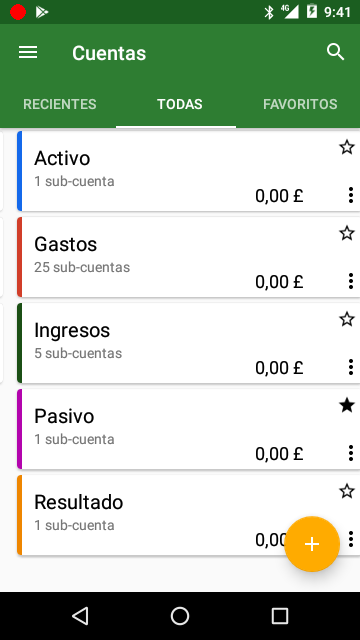 4G 9:41
Cuentas
RECIENTES TODAS FAVORITOS
Activo
1 sub-cuenta
0,00 £
Gastos
25 sub-cuentas
0,00 £
Ingresos
5 sub-cuentas
0,00 £
Pasivo
1 sub-cuenta
0,00 £
Resultado
1 sub-cuenta
0,00